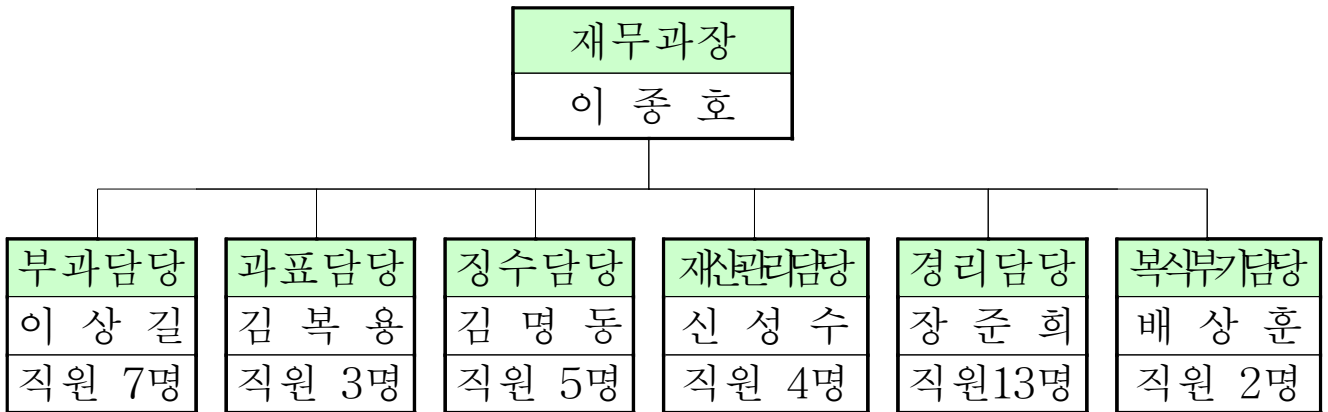 재무과장
이 종 호
부과담당 과표담당 징수담당 재산관리담당 경리담당 복식부기담당
이 상 길 김 복 용 김 명 동 신 성 수 장 준 희 배 상 훈
직원 7명 직원 3명 직원 5명 직원 4명 직원13명 직원 2명